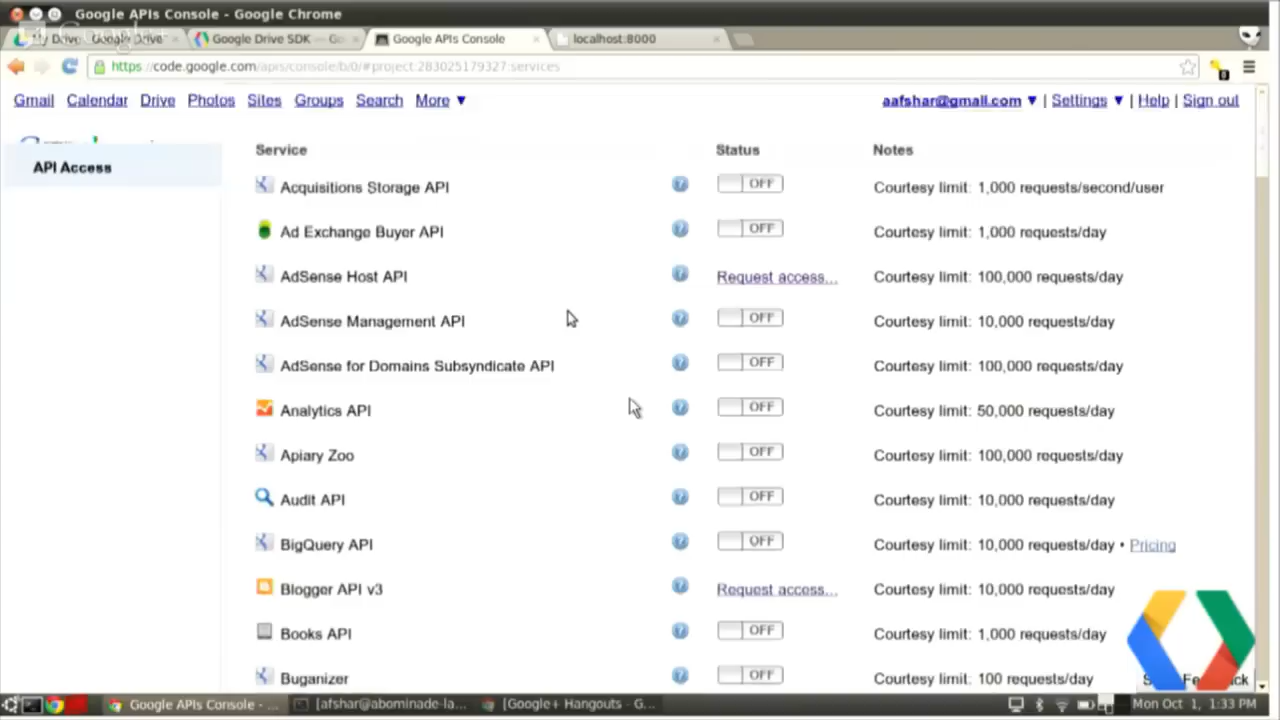 Google APIs Console - Google Chrome
My Drive - Google Drive
Google Drive SDK — Go
Google APIs Console
localhost:8000
Google+
https://code.google.com/apis/console/b/0/#project:283025179327:services
Gmail Calendar Drive Photos Sites Groups Search More ▼
aafshar@gmail.com ▼ | Settings ▼ | Help | Sign out
API Access
Service Status Notes
Acquisitions Storage API OFF Courtesy limit: 1,000 requests/second/user
Ad Exchange Buyer API OFF Courtesy limit: 1,000 requests/day
AdSense Host API Request access... Courtesy limit: 100,000 requests/day
AdSense Management API OFF Courtesy limit: 10,000 requests/day
AdSense for Domains Subsyndicate API OFF Courtesy limit: 100,000 requests/day
Analytics API OFF Courtesy limit: 50,000 requests/day
Apiary Zoo OFF Courtesy limit: 100,000 requests/day
Audit API OFF Courtesy limit: 10,000 requests/day
BigQuery API OFF Courtesy limit: 10,000 requests/day • Pricing
Blogger API v3 Request access... Courtesy limit: 10,000 requests/day
Books API OFF Courtesy limit: 1,000 requests/day
Buganizer OFF Courtesy limit: 100 requests/day
Google APIs Console - ...
[afshar@abominade-la...
[Google+ Hangouts - G...
Mon Oct 1, 1:33 PM